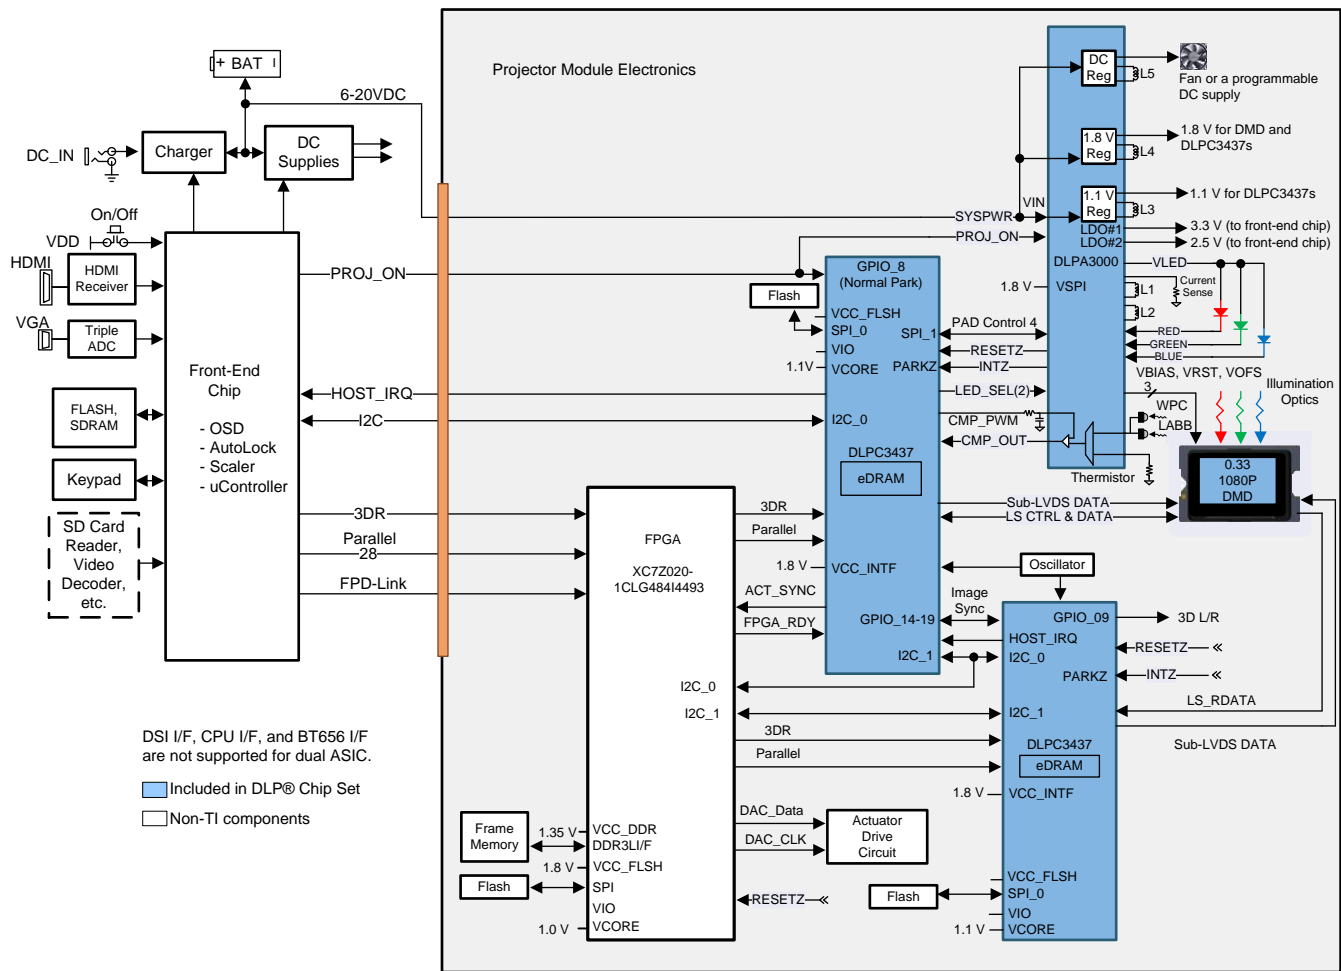 Projector Module Electronics
+ BAT
6-20VDC
DC_IN
Charger
DC
Supplies
On/Off
VDD
HDMI
HDMI
Receiver
VGA
Triple
ADC
FLASH,
SDRAM
Keypad
SD Card
Reader,
Video
Decoder,
etc.
Front-End
Chip
- OSD
- AutoLock
- Scaler
- uController
PROJ_ON
HOST_IRQ
I2C
3DR
Parallel
28
FPD-Link
SYSPWR
VIN
PROJ_ON
DC
Reg
L5
Fan or a programmable
DC supply
1.8 V
Reg
L4
1.8 V for DMD and
DLPC3437s
1.1 V
Reg
L3
1.1 V for DLPC3437s
LDO#1
3.3 V (to front-end chip)
LDO#2
2.5 V (to front-end chip)
DLPA3000
VLED
1.8 V
VSPI
L1
L2
Current
Sense
RED
GREEN
BLUE
VBIAS, VRST, VOFS
3
Illumination
Optics
WPC
LABB
Thermistor
0.33
1080P
DMD
GPIO_8
(Normal Park)
Flash
VCC_FLSH
SPI_0
VIO
1.1V
VCORE
SPI_1
PAD Control 4
RESETZ
PARKZ
INTZ
LED_SEL(2)
I2C_0
CMP_PWM
CMP_OUT
DLPC3437
eDRAM
Sub-LVDS DATA
LS CTRL & DATA
3DR
Parallel
1.8 V
VCC_INTF
ACT_SYNC
FPGA_RDY
GPIO_14-19
I2C_1
Image
Sync
Oscillator
FPGA
XC7Z020-
1CLG484I4493
I2C_0
I2C_1
3DR
Parallel
GPIO_09
3D L/R
HOST_IRQ
I2C_0
RESETZ
PARKZ
INTZ
I2C_1
LS_RDATA
Sub-LVDS DATA
DLPC3437
eDRAM
1.8 V
VCC_INTF
VCC_FLSH
Flash
SPI_0
VIO
1.1 V
VCORE
DAC_Data
DAC_CLK
Actuator
Drive
Circuit
RESETZ
Frame
Memory
1.35 V
VCC_DDR
DDR3LI/F
1.8 V
VCC_FLSH
Flash
SPI
VIO
1.0 V
VCORE
DSI I/F, CPU I/F, and BT656 I/F
are not supported for dual ASIC.
Included in DLP® Chip Set
Non-TI components